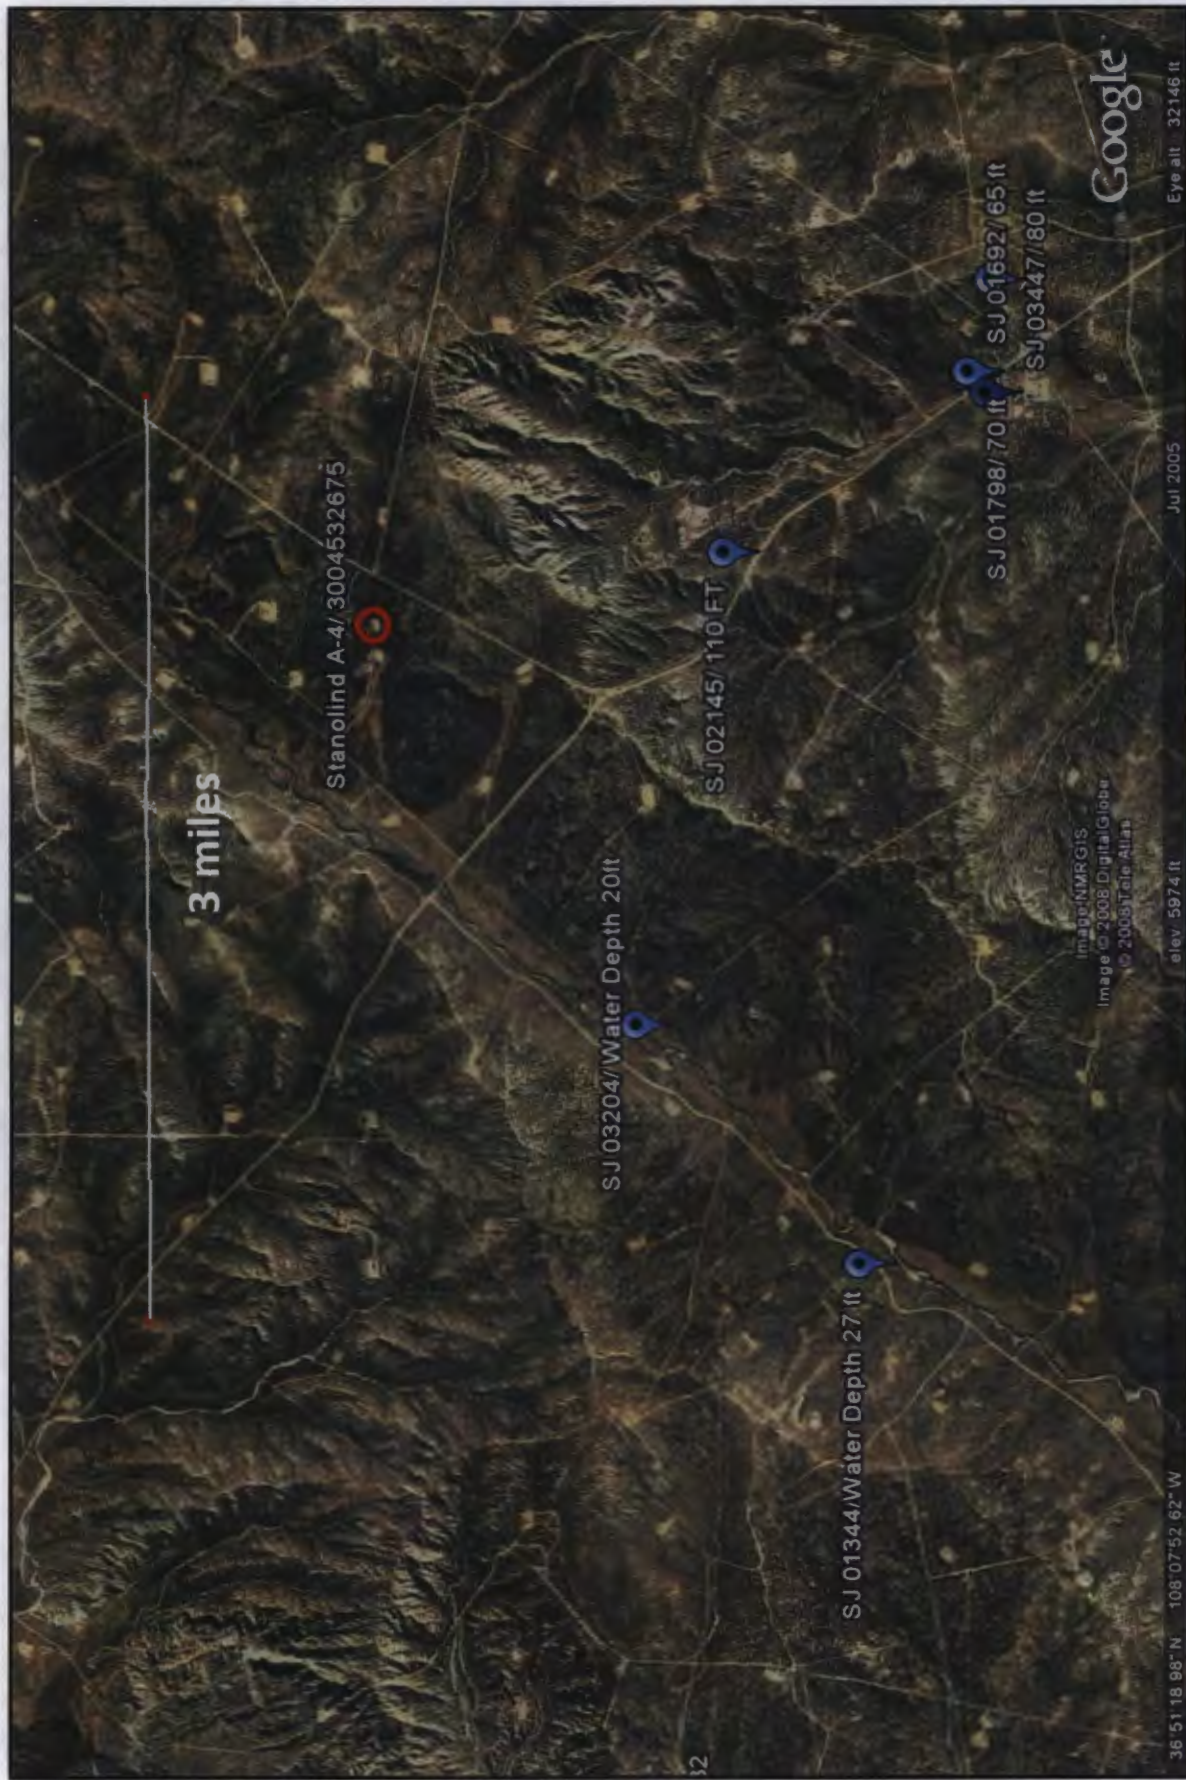 3 miles
Stanolind A-4/ 3004532675
SJ 03204/Water Depth 20ft
SJ 02145/110 FT
SJ 01344/Water Depth 27 ft
SJ 01692/ 65 ft
SJ 01798/ 70 ft
SJ 03447/ 80 ft
32
Image NMRGIS
Image © 2008 DigitalGlobe
© 2008 Tele Atlas
Google
36°51'18.98" N 108°07'52.62" W
elev 5974 ft
Jul 2005
Eye alt 32146 ft